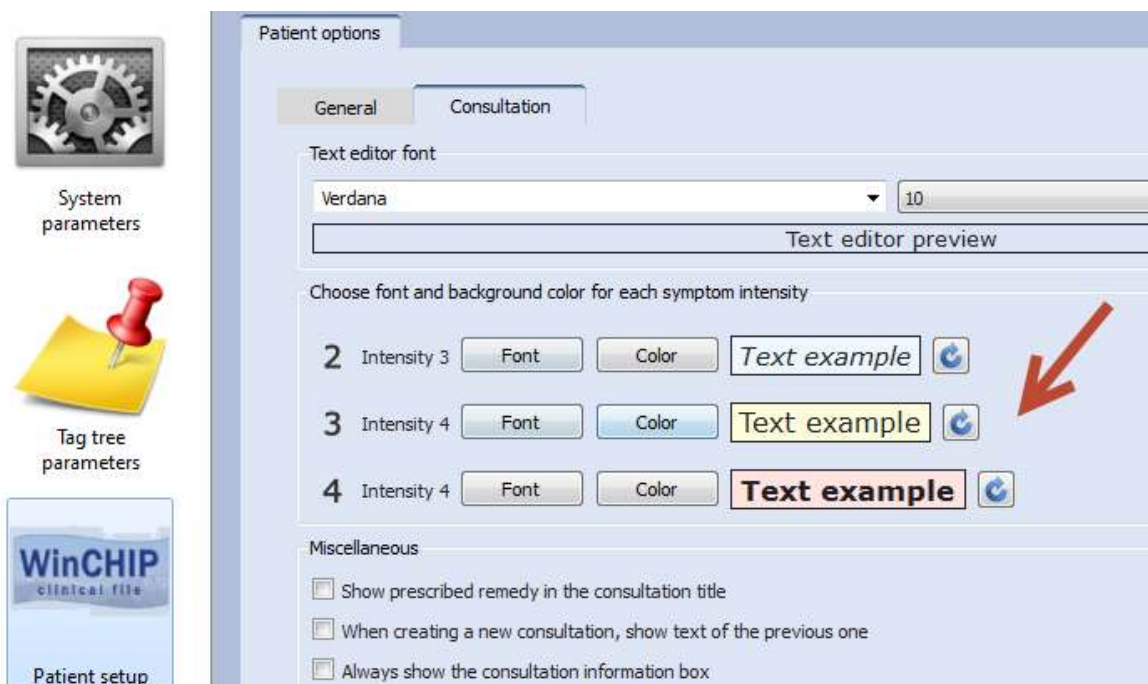 Patient options
General Consultation
Text editor font
Verdana 10
Text editor preview
Choose font and background color for each symptom intensity
2 Intensity 3 Font Color Text example
3 Intensity 4 Font Color Text example
4 Intensity 4 Font Color Text example
Miscellaneous
Show prescribed remedy in the consultation title
When creating a new consultation, show text of the previous one
Always show the consultation information box
System
parameters
Tag tree
parameters
WinCHIP
clinical file
Patient setup